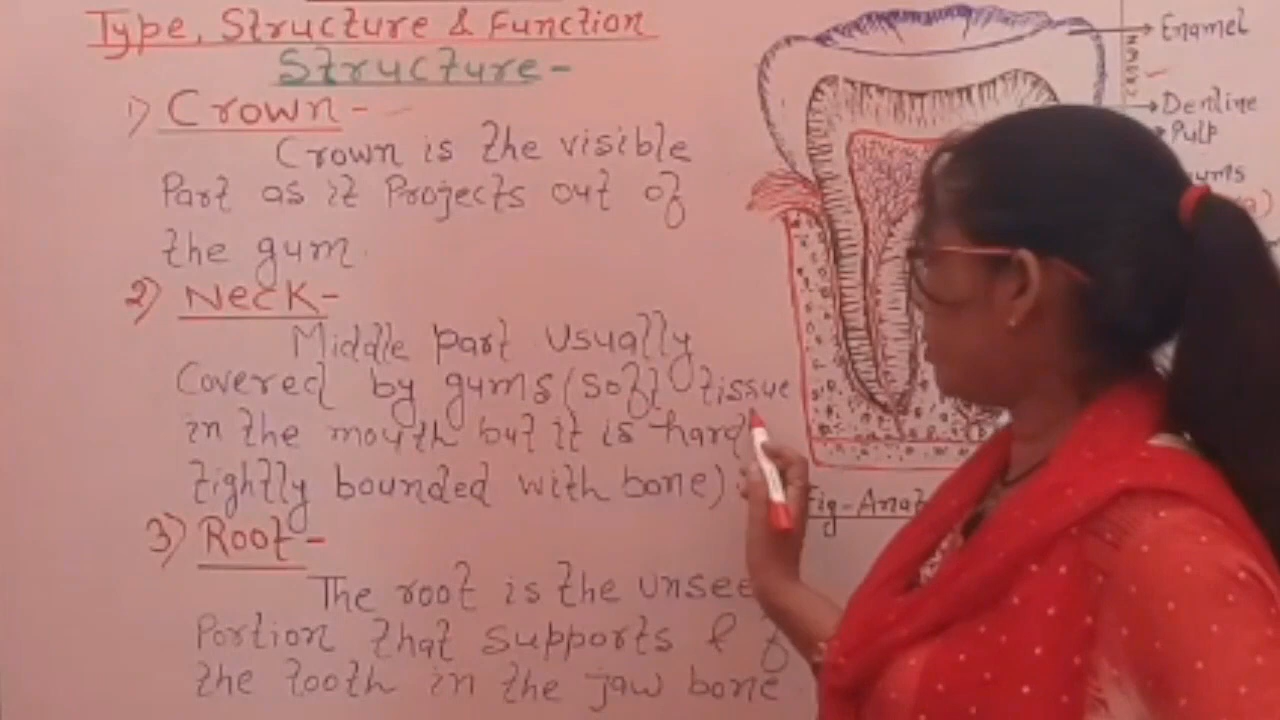 Type, Structure & Function
Structure-
1) Crown-
Crown is the visible
Part as it Projects out of
the gum.
2) Neck-
Middle part usually
Covered by gums (soft tissue
in the mouth but it is hard
tightly bounded with bone)
3) Root-
The root is the
Portion that supports &
the tooth in the jaw bone
Enamel
Dentine
Pulp
Fig-